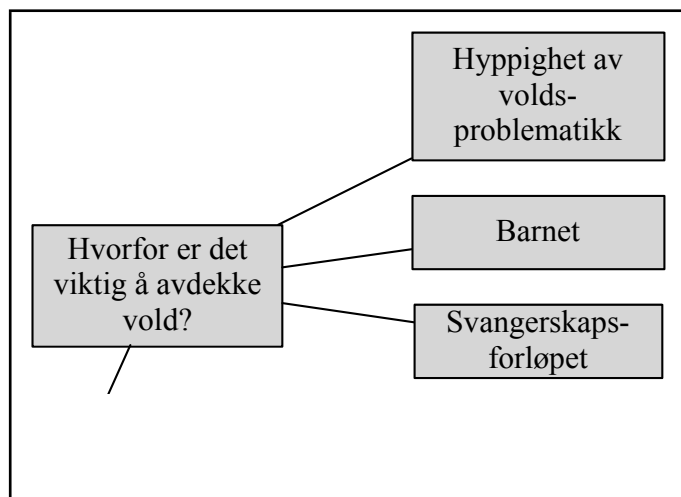 Hyppighet av
volds-
problematikk
Hvorfor er det
viktig å avdekke
vold?
Barnet
Svangerskaps-
forløpet